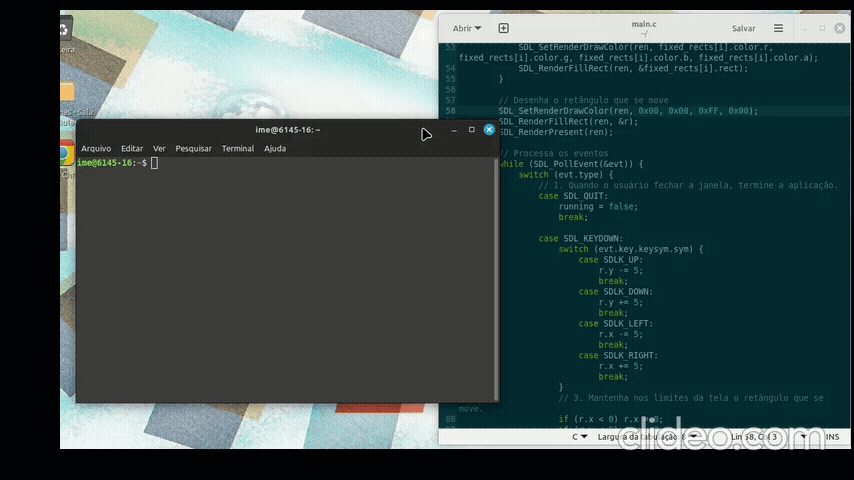 main.c
Abrir
~/
Salvar
53 SDL_SetRenderDrawColor(ren, fixed_rects[i].color.r,
fixed_rects[i].color.g, fixed_rects[i].color.b, fixed_rects[i].color.a);
54 SDL_RenderFillRect(ren, &fixed_rects[i].rect);
55 }
56
57 // Desenha o retângulo que se move
58 SDL_SetRenderDrawColor(ren, 0x00, 0x00, 0xFF, 0x00);
SDL_RenderFillRect(ren, &r);
SDL_RenderPresent(ren);
// Processa os eventos
while (SDL_PollEvent(&evt)) {
switch (evt.type) {
// 1. Quando o usuário fechar a janela, termine a aplicação.
case SDL_QUIT:
running = false;
break;
case SDL_KEYDOWN:
switch (evt.key.keysym.sym) {
case SDLK_UP:
r.y -= 5;
break;
case SDLK_DOWN:
r.y += 5;
break;
case SDLK_LEFT:
r.x -= 5;
break;
case SDLK_RIGHT:
r.x += 5;
break;
}
// 3. Mantenha nos limites da tela o retângulo que se
move.
86 if (r.x < 0) r.x = 0;
C Largura da tabulação: 8 Lin 58, Col 3 INS
ime@6145-16: ~
Arquivo Editar Ver Pesquisar Terminal Ajuda
ime@6145-16:~$
clideo.com